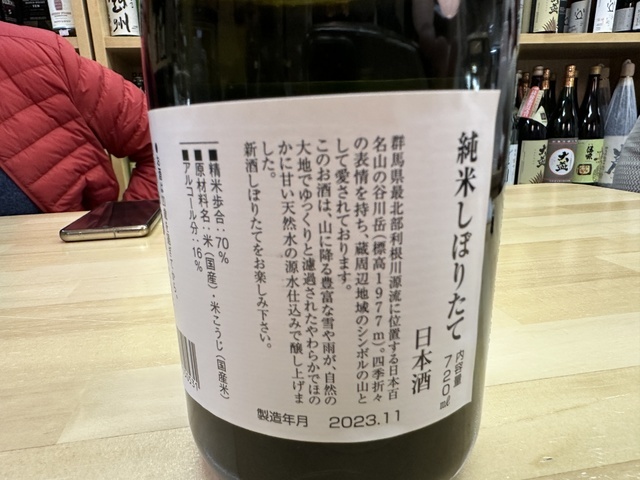 純米しぼりたて
内容量
720ml
日本酒
群馬県最北部利根川源流に位置する日本百
名山の谷川岳（標高1977m）。四季折々
の表情を持ち、蔵周辺地域のシンボルの山と
して愛されております。
このお酒は、山に降る豊富な雪や雨が、自然の
大地でゆっくりと濾過されたやわらかでほの
かに甘い天然水の源水仕込みで醸し上げま
した。
新酒しぼりたてをお楽しみ下さい。
■精米歩合：70%
■原材料名：米（国産）・米こうじ（国産米）
■アルコール分：16%
製造年月 2023.11
大盃